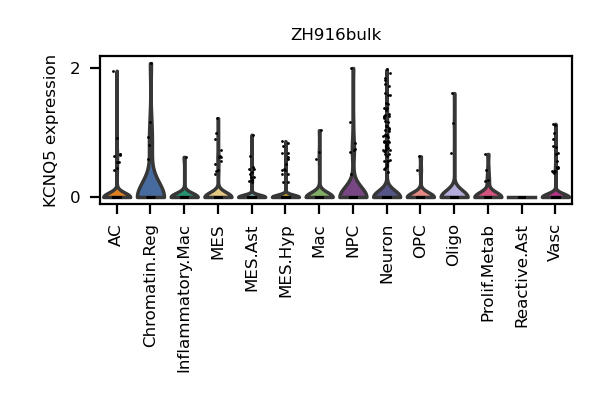 ZH916bulk
KCNQ5 expression
2
0
AC
Chromatin.Reg
Inflammatory.Mac
MES
MES.Ast
MES.Hyp
Mac
NPC
Neuron
OPC
Oligo
Prolif.Metab
Reactive.Ast
Vasc